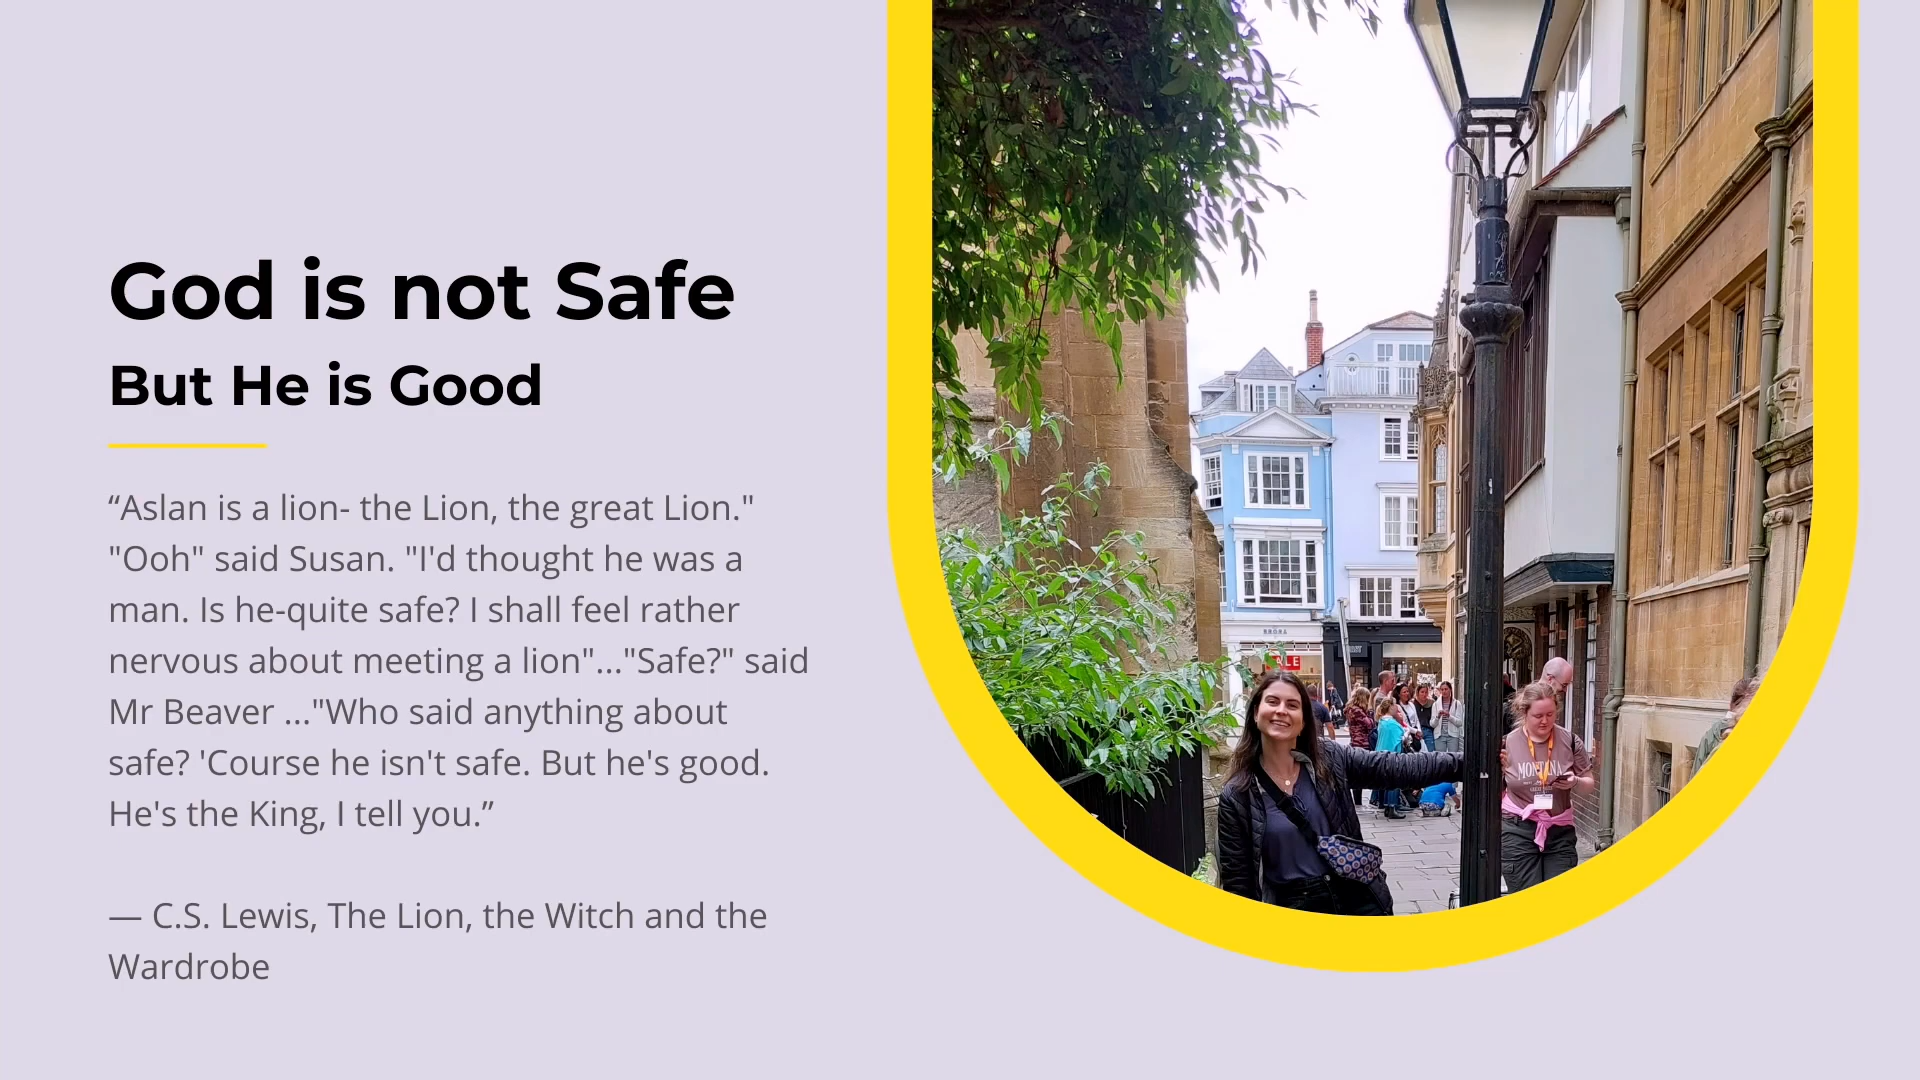 God is not Safe
But He is Good
“Aslan is a lion- the Lion, the great Lion."
"Ooh" said Susan. "I'd thought he was a
man. Is he-quite safe? I shall feel rather
nervous about meeting a lion"..."Safe?" said
Mr Beaver ..."Who said anything about
safe? 'Course he isn't safe. But he's good.
He's the King, I tell you.”
— C.S. Lewis, The Lion, the Witch and the
Wardrobe
MONTANA